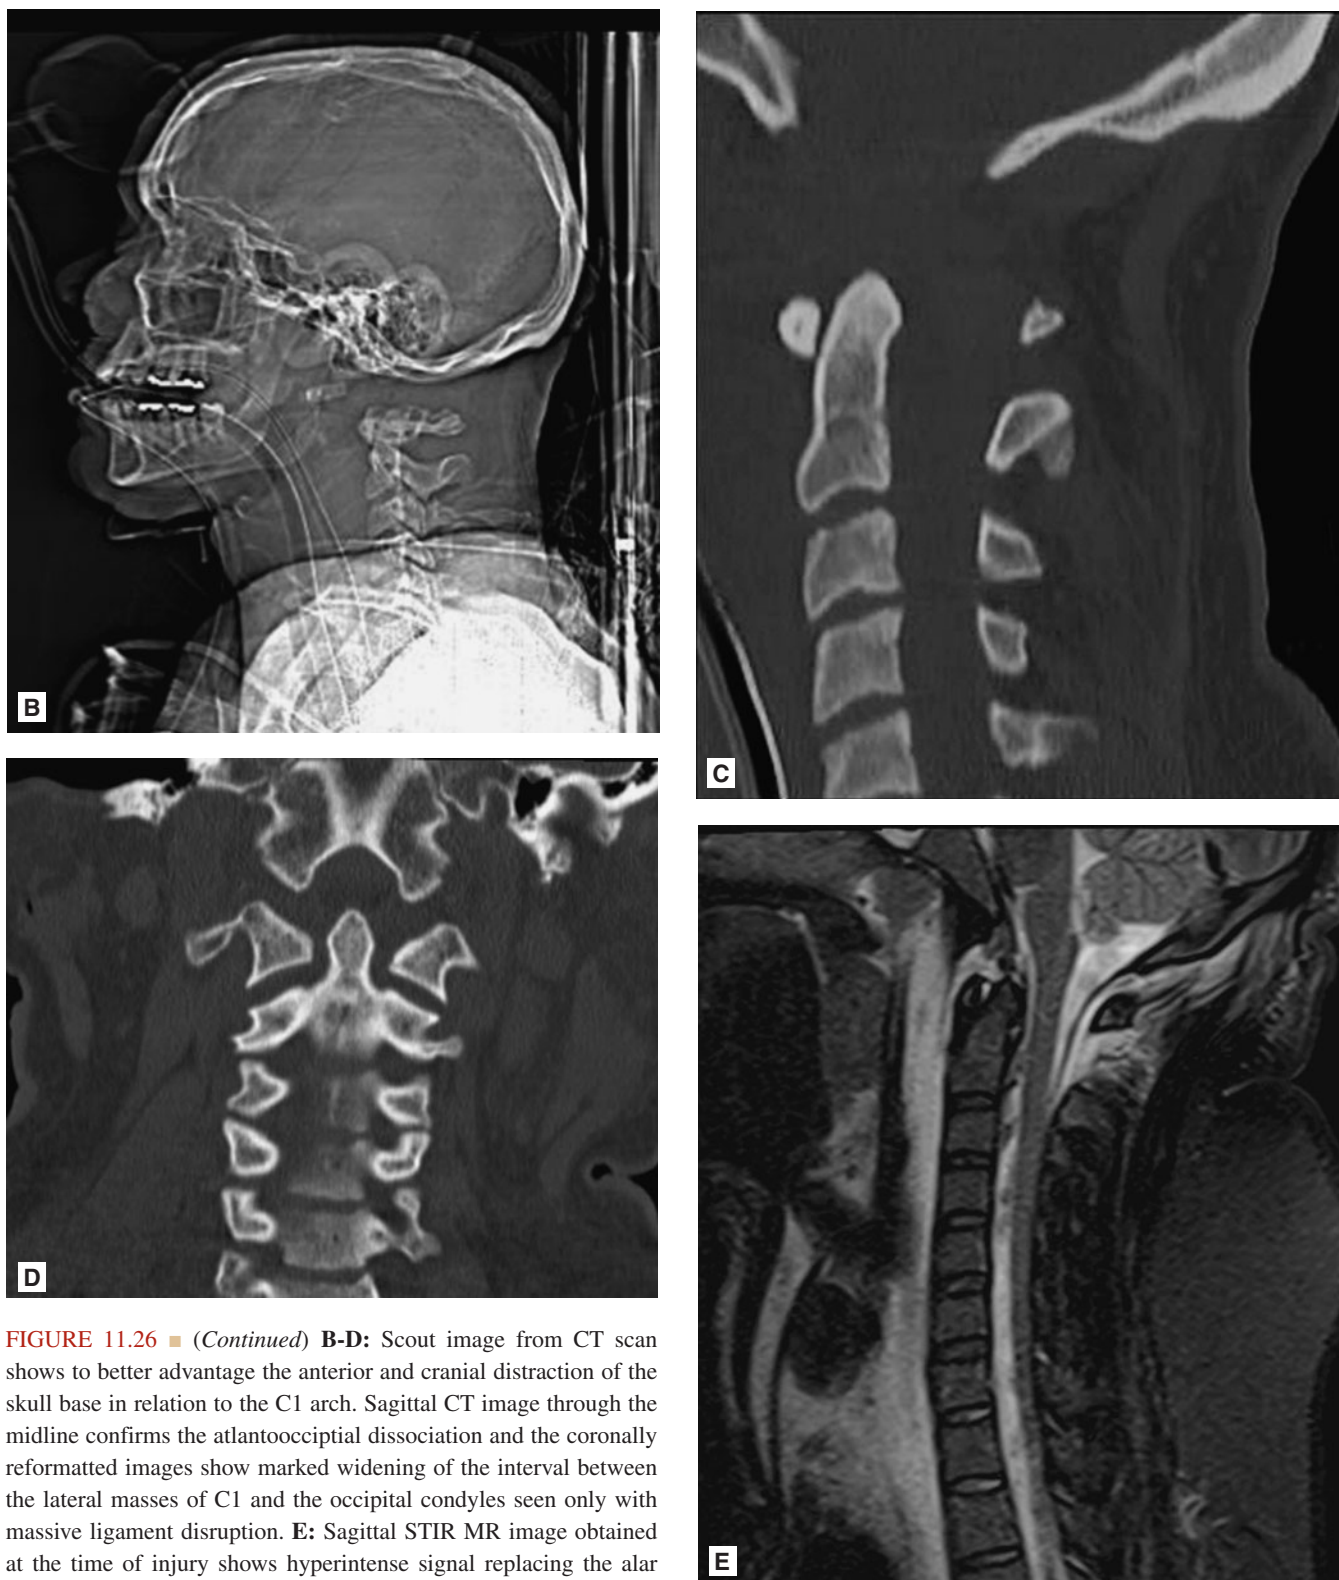 B
C
D
E
FIGURE 11.26 ■ (Continued) B-D: Scout image from CT scan
shows to better advantage the anterior and cranial distraction of the
skull base in relation to the C1 arch. Sagittal CT image through the
midline confirms the atlantoocciptial dissociation and the coronally
reformatted images show marked widening of the interval between
the lateral masses of C1 and the occipital condyles seen only with
massive ligament disruption. E: Sagittal STIR MR image obtained
at the time of injury shows hyperintense signal replacing the alar